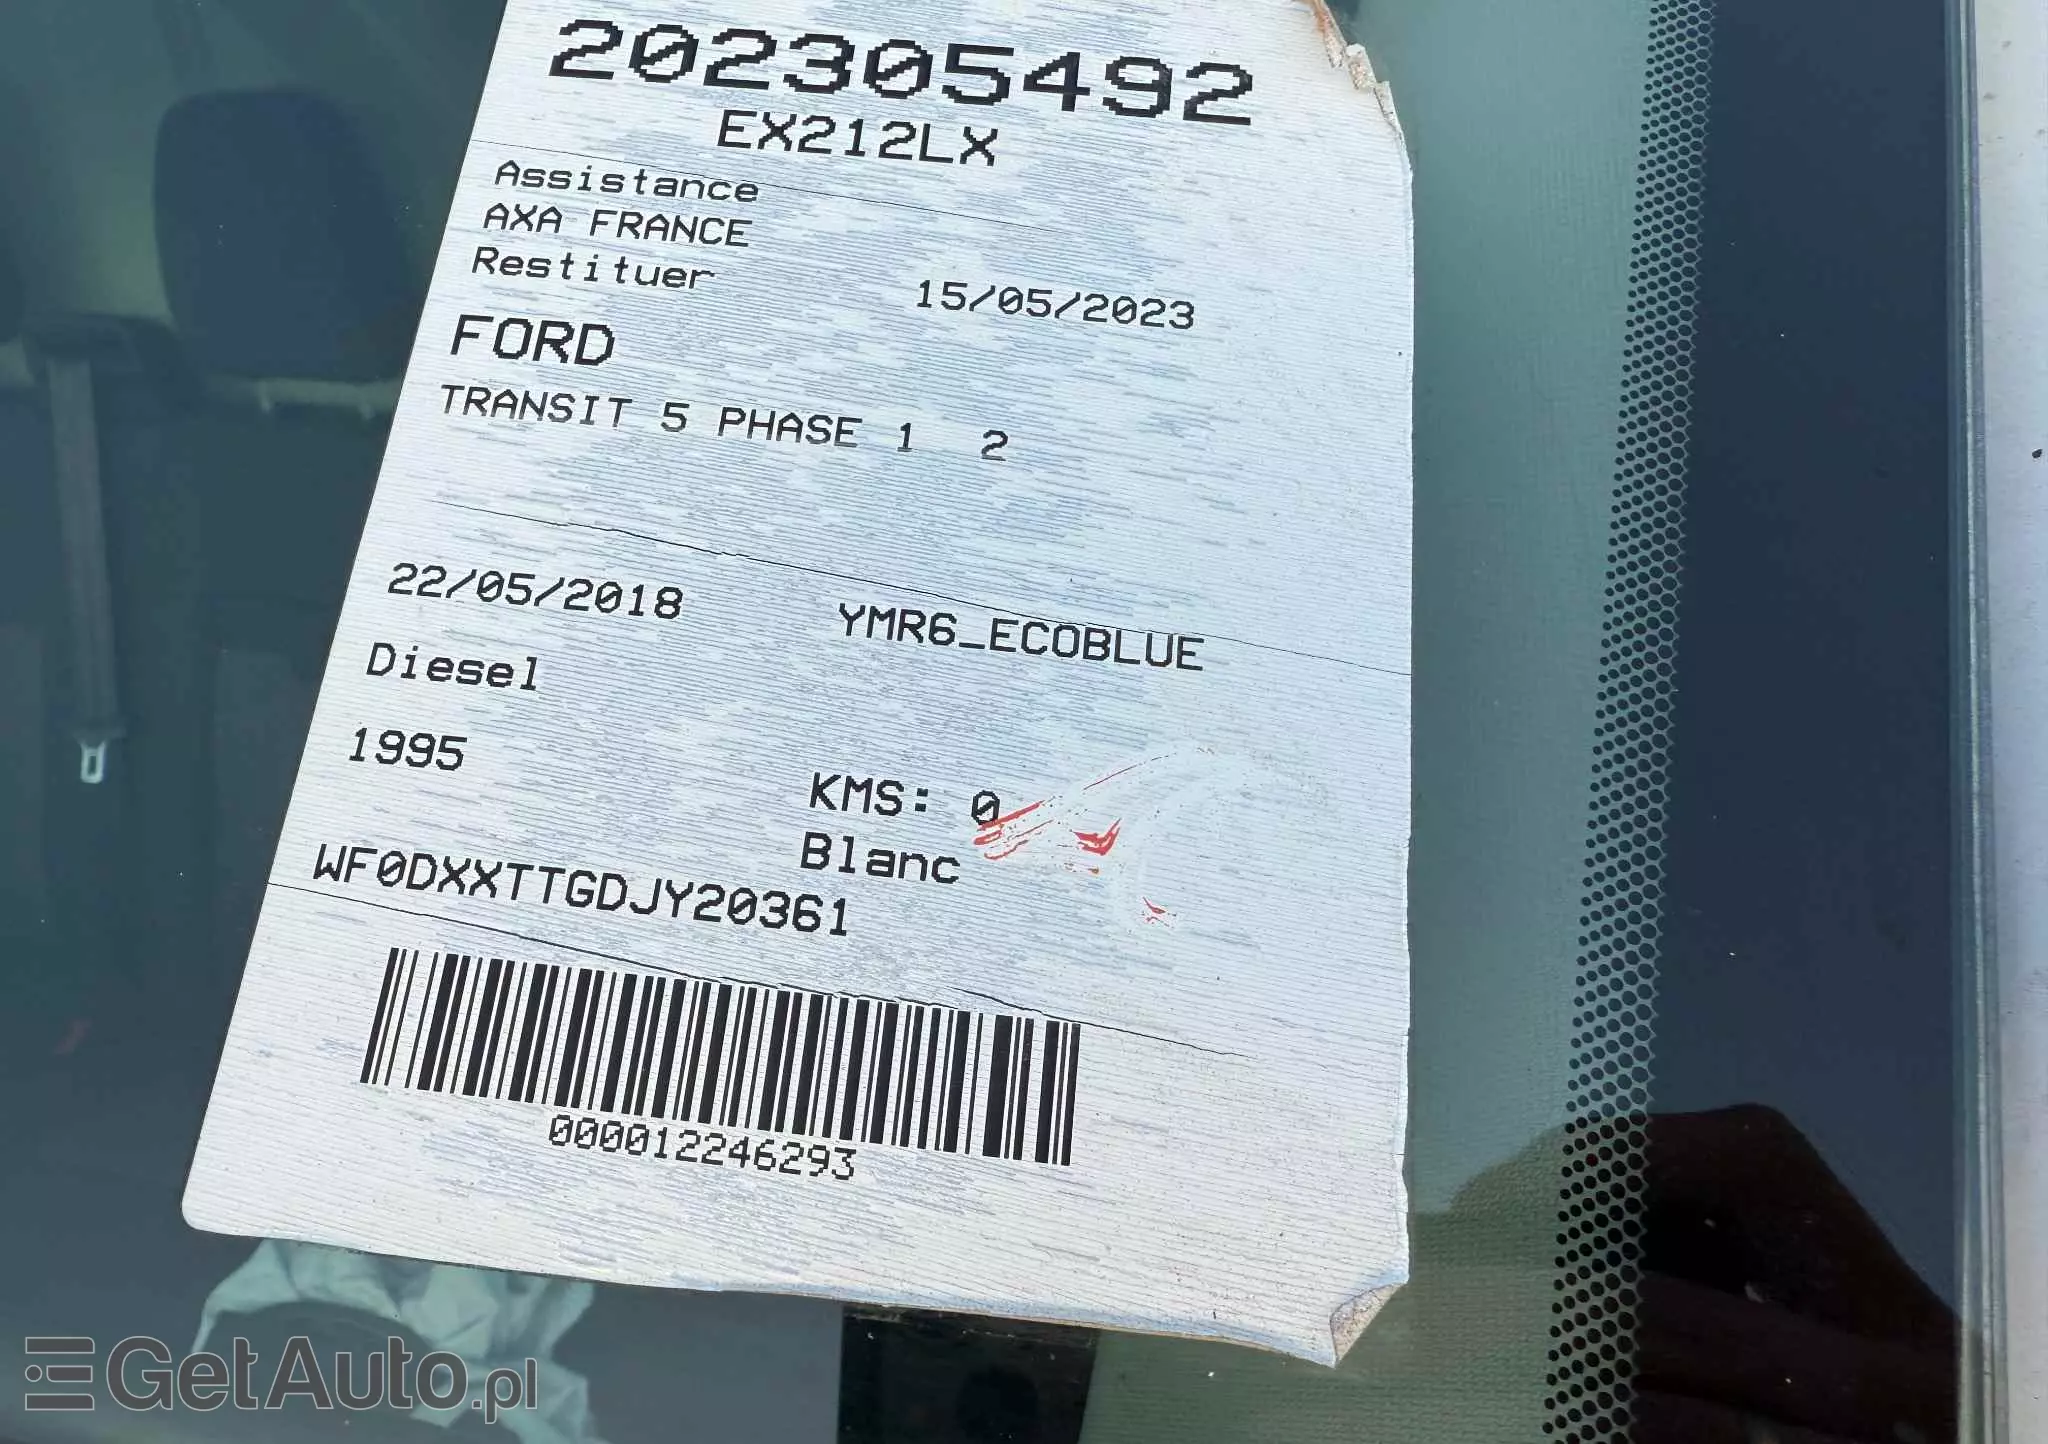 202305492
EX212LX
Assistance
AXA FRANCE
Restituer 15/05/2023
FORD
TRANSIT 5 PHASE 1 2
22/05/2018 YMR6_ECOBLUE
Diesel
1995 KMS: 0
Blanc
WF0DXXTTGDJY20361
000012246293
GetAuto.pl